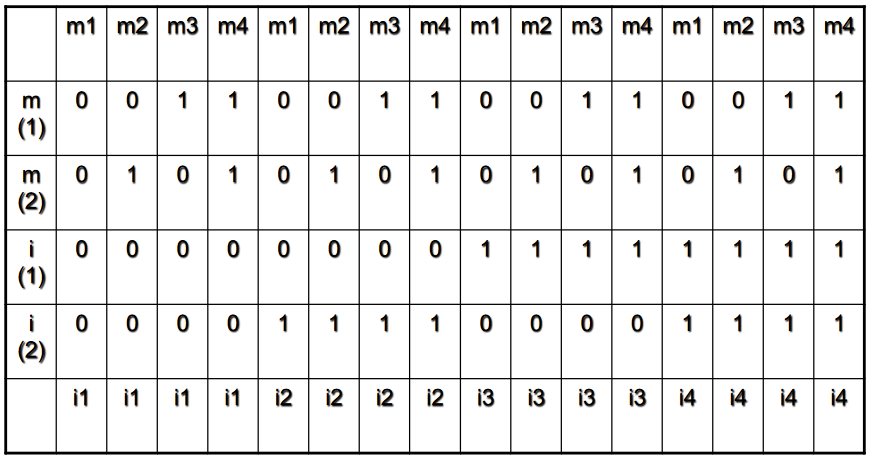 m1 m2 m3 m4 m1 m2 m3 m4 m1 m2 m3 m4 m1 m2 m3 m4
m 0 0 1 1 0 0 1 1 0 0 1 1 0 0 1 1
(1)
m 0 1 0 1 0 1 0 1 0 1 0 1 0 1 0 1
(2)
i 0 0 0 0 0 0 0 0 1 1 1 1 1 1 1 1
(1)
i 0 0 0 0 1 1 1 1 0 0 0 0 1 1 1 1
(2)
i1 i1 i1 i1 i2 i2 i2 i2 i3 i3 i3 i3 i4 i4 i4 i4